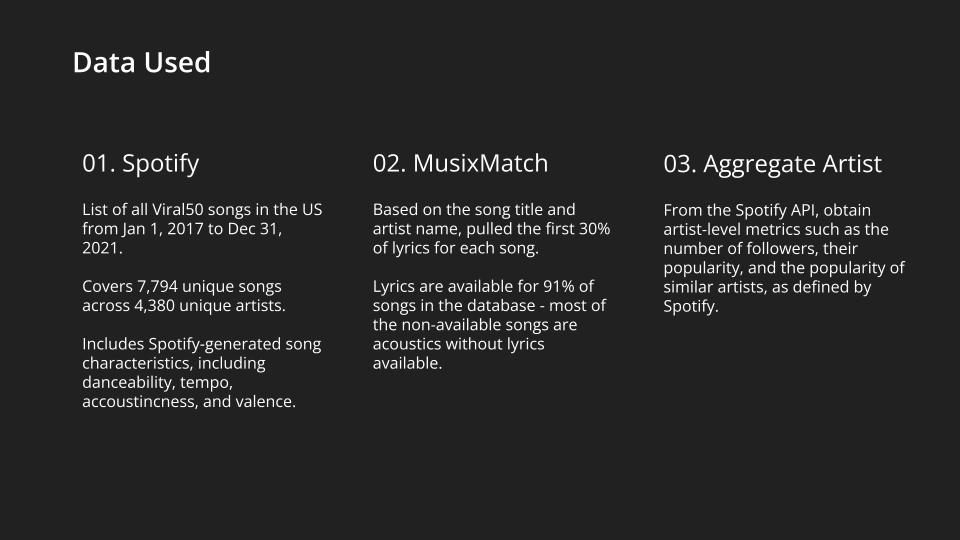 Data Used
01. Spotify
List of all Viral50 songs in the US
from Jan 1, 2017 to Dec 31,
2021.
Covers 7,794 unique songs
across 4,380 unique artists.
Includes Spotify-generated song
characteristics, including
danceability, tempo,
accoustincness, and valence.
02. MusixMatch
Based on the song title and
artist name, pulled the first 30%
of lyrics for each song.
Lyrics are available for 91% of
songs in the database - most of
the non-available songs are
acoustics without lyrics
available.
03. Aggregate Artist
From the Spotify API, obtain
artist-level metrics such as the
number of followers, their
popularity, and the popularity of
similar artists, as defined by
Spotify.